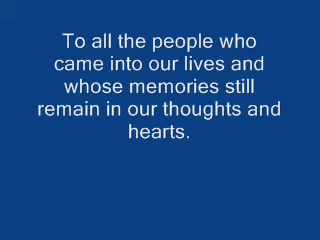 To all the people who
came into our lives and
whose memories still
remain in our thoughts and
hearts.